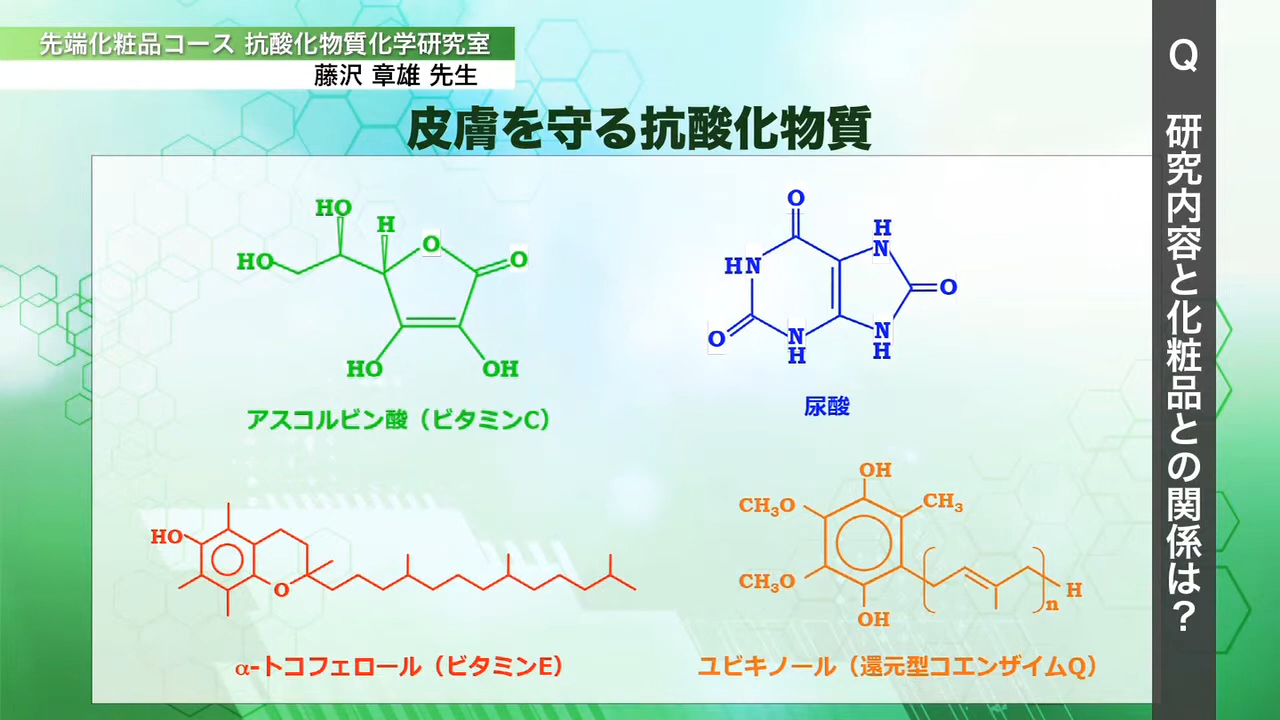 先端化粧品コース 抗酸化物質化学研究室
藤沢 章雄 先生
皮膚を守る抗酸化物質
Q 研究内容と化粧品との関係は?
HO
H
O
O
HO
HO
OH
アスコルビン酸(ビタミンC)
O
H
N
HN
O
O
N
H
N
H
尿酸
HO
O
α-トコフェロール(ビタミンE)
OH
CH₃O
CH₃
CH₃O
H
n
OH
ユビキノール(還元型コエンザイムQ)